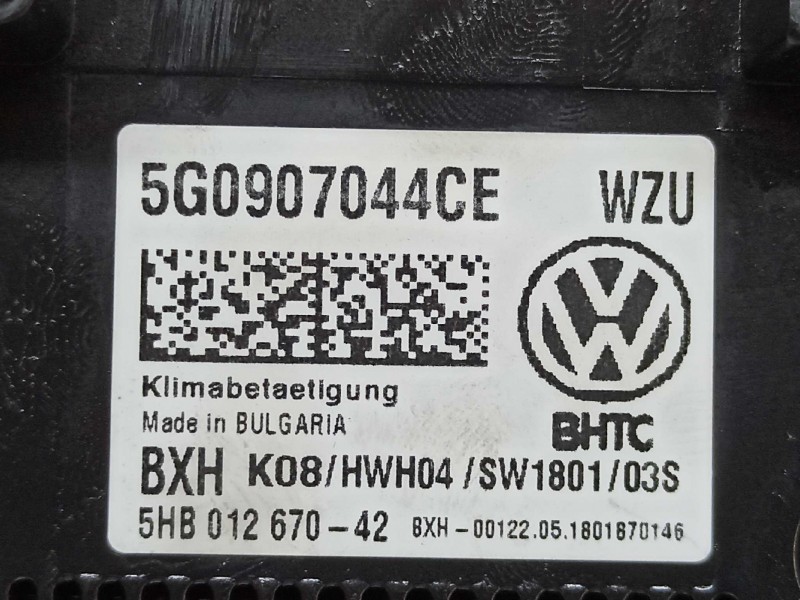 5G0907044CE WZU
Klimabetaetigung
Made in BULGARIA
BHTC
BXH K08/HWH04/SW1801/03S
5HB 012 670-42 BXH-00122.05.1801870146